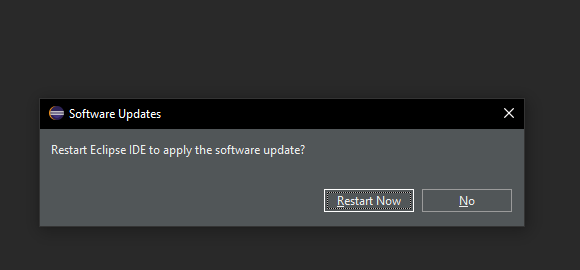 Software Updates
Restart Eclipse IDE to apply the software update?
Restart Now No